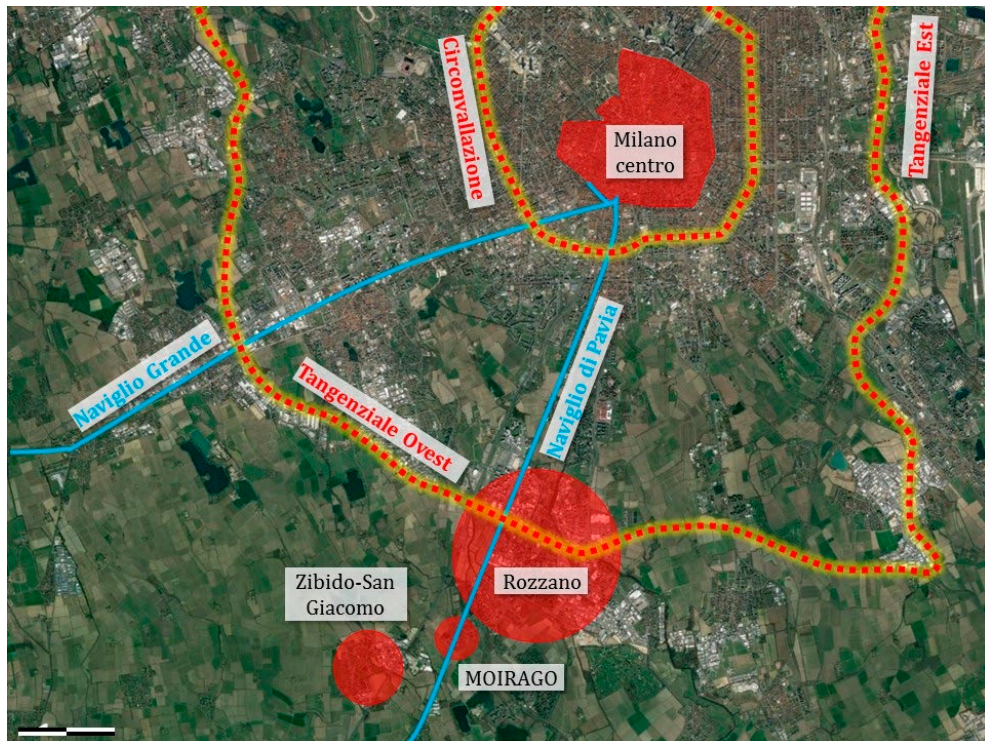 Circonvallazione
Tangenziale Est
Milano
centro
Naviglio Grande
Tangenziale Ovest
Naviglio di Pavia
Zibido-San
Giacomo
Rozzano
MOIRAGO